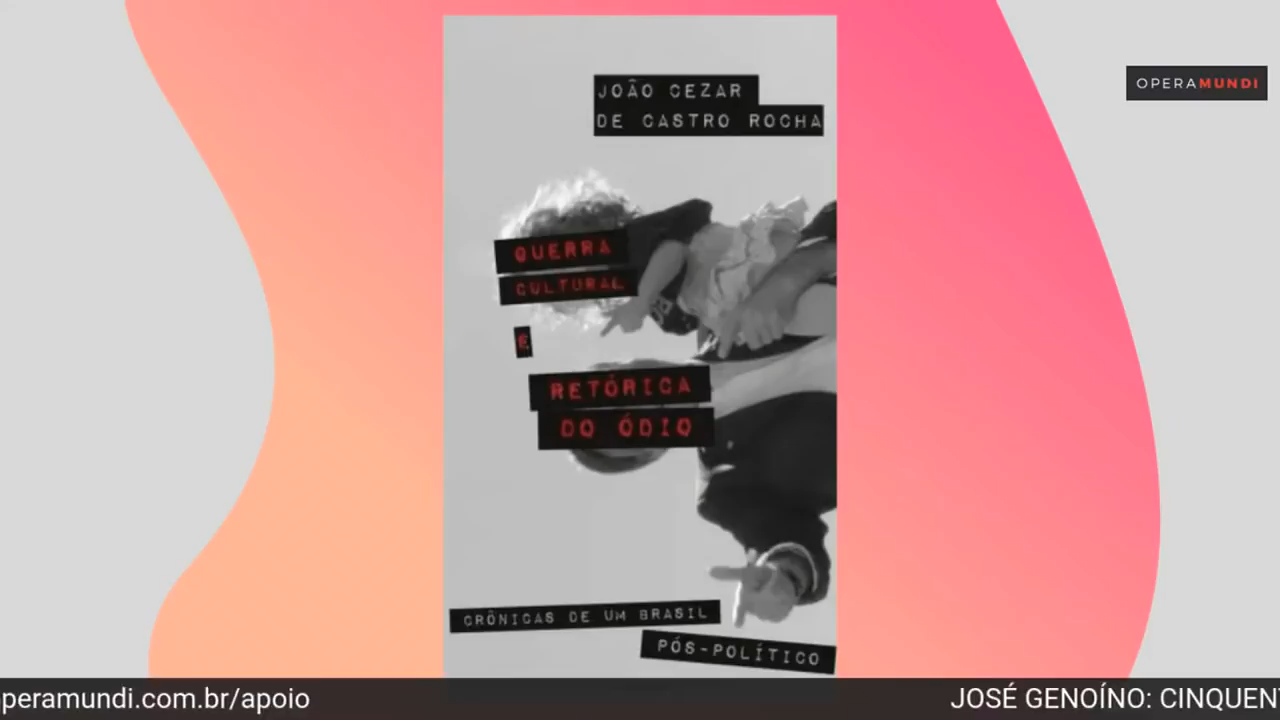 JOÃO CEZAR
DE CASTRO ROCHA
OPERAMUNDI
GUERRA
CULTURAL
E
RETÓRICA
DO ÓDIO
CRÔNICAS DE UM BRASIL
PÓS-POLÍTICO
peramundi.com.br/apoio
JOSÉ GENOÍNO: CINQUEN